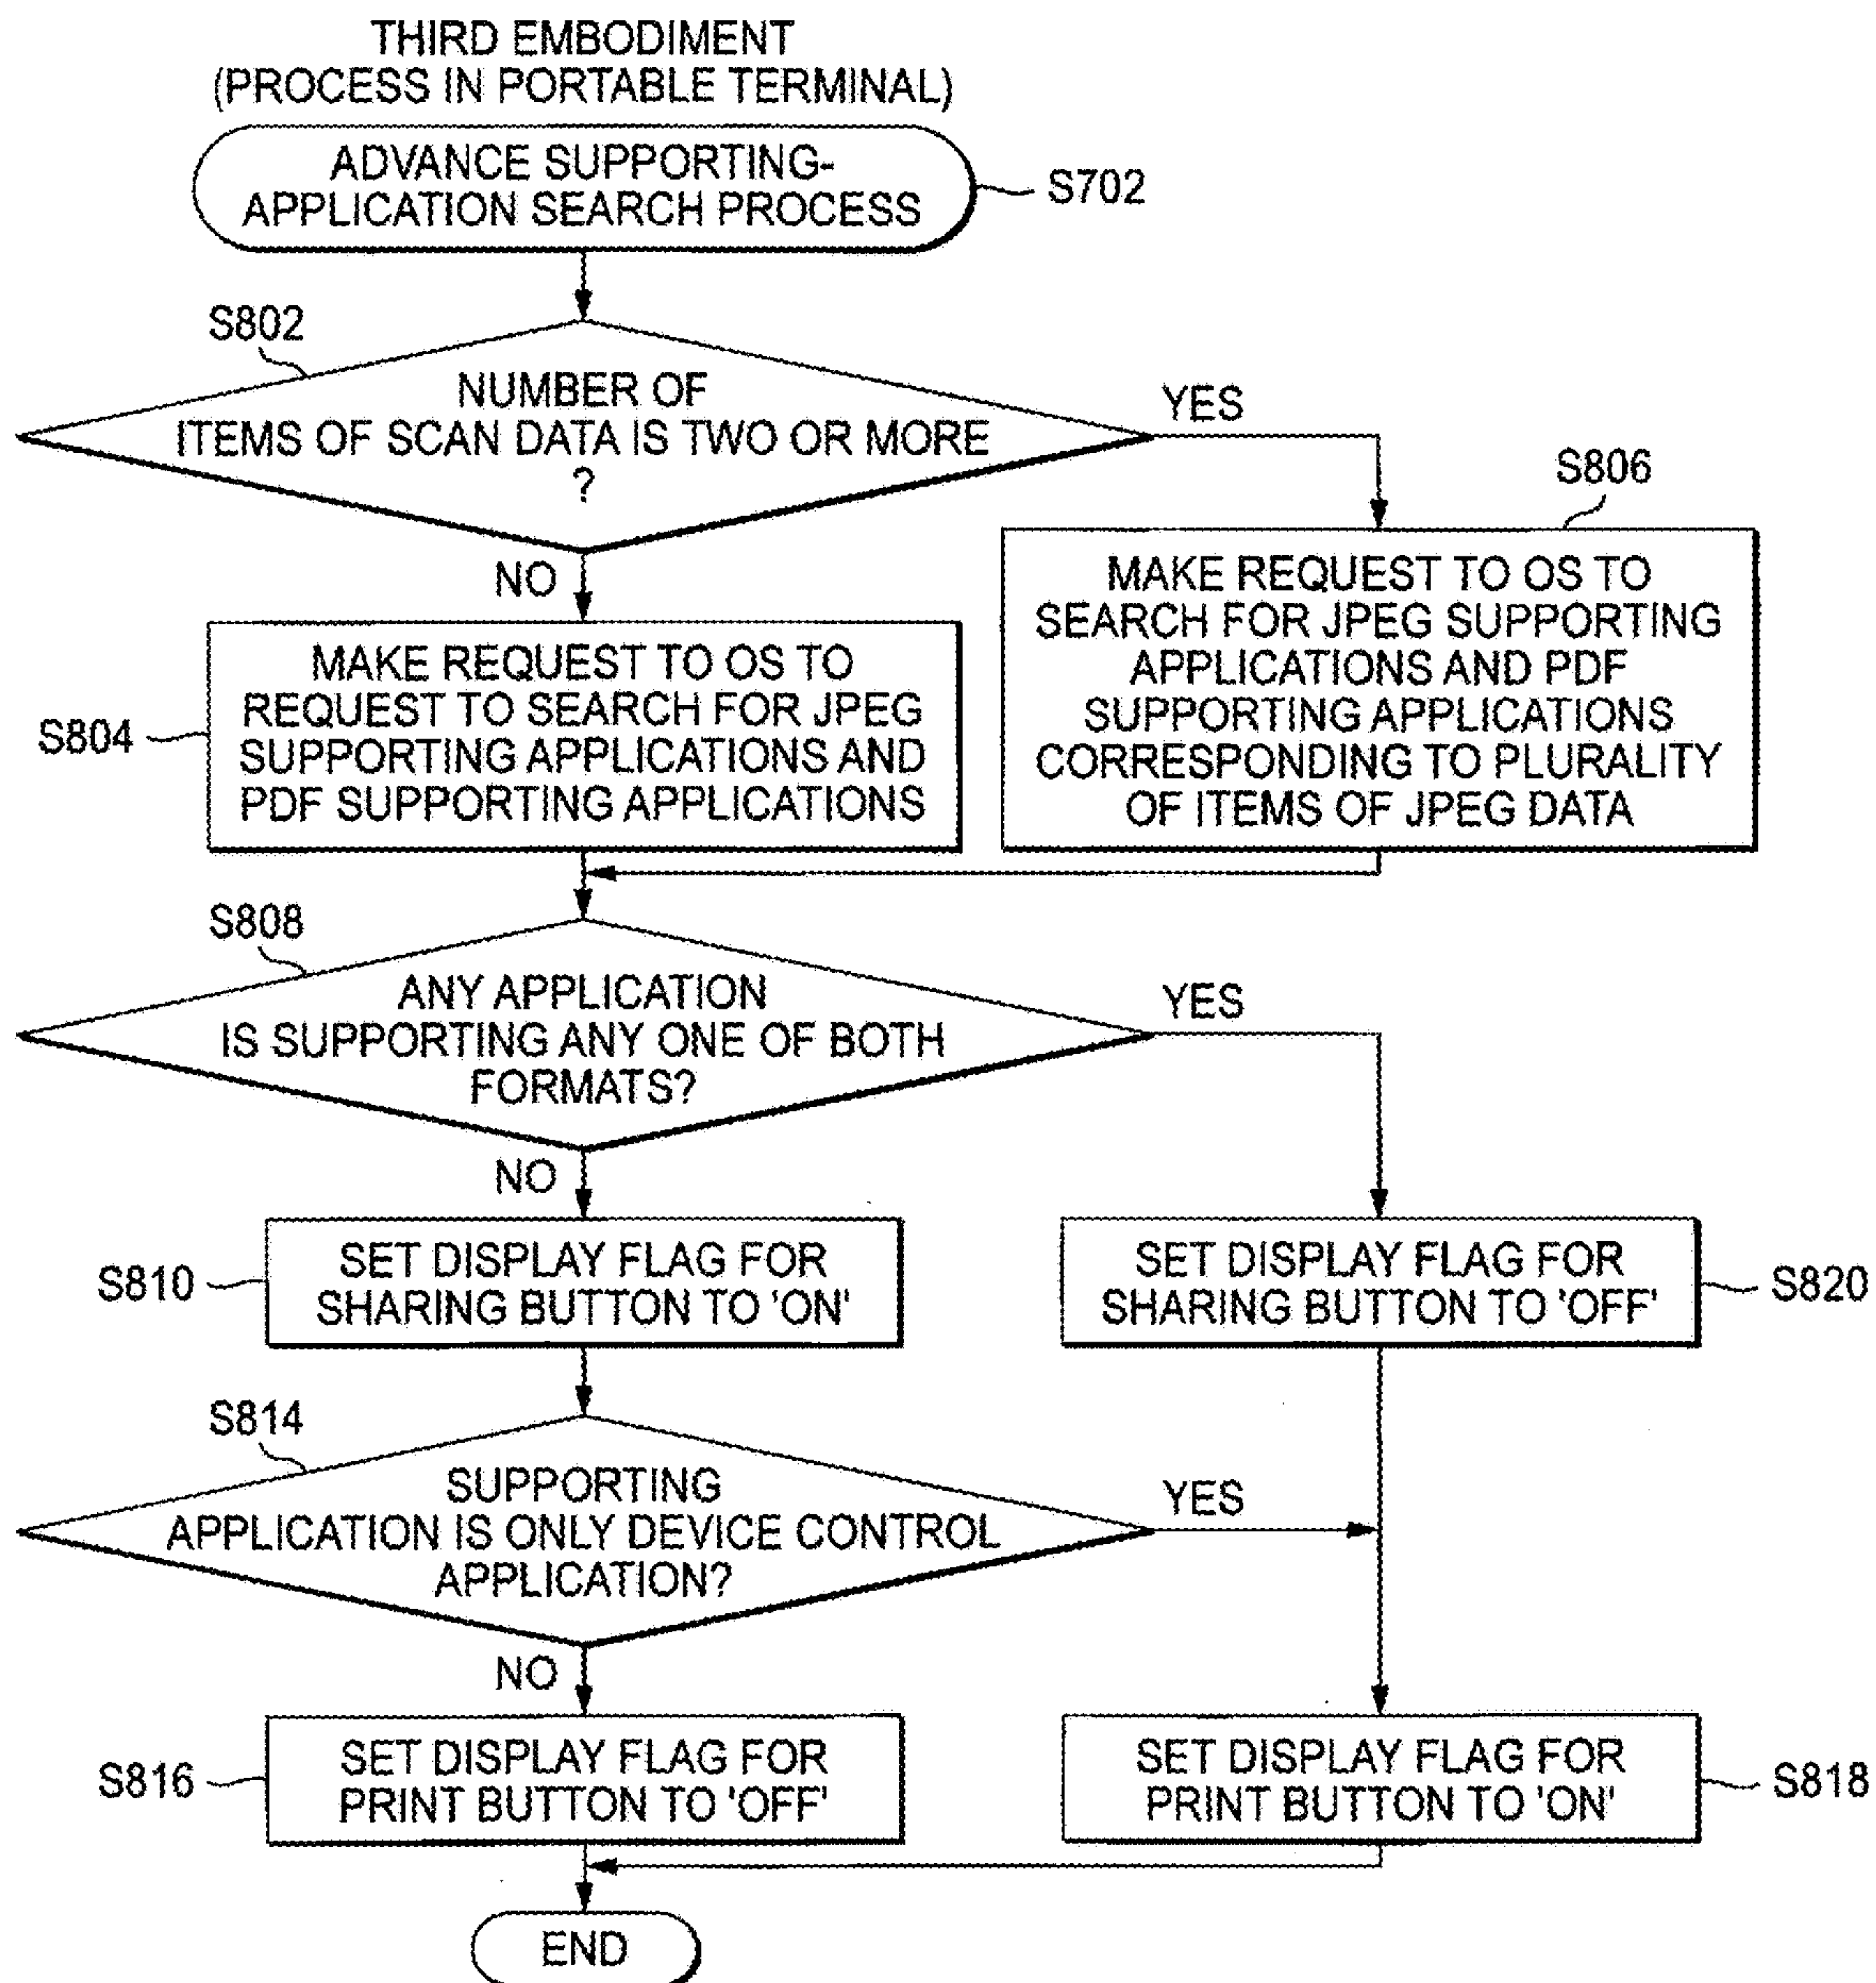 THIRD EMBODIMENT
(PROCESS IN PORTABLE TERMINAL)
ADVANCE SUPPORTING-
APPLICATION SEARCH PROCESS
S702
S802
NUMBER OF
ITEMS OF SCAN DATA IS TWO OR MORE
?
YES
NO
S806
MAKE REQUEST TO OS TO
SEARCH FOR JPEG SUPPORTING
APPLICATIONS AND PDF
SUPPORTING APPLICATIONS
CORRESPONDING TO PLURALITY
OF ITEMS OF JPEG DATA
S804
MAKE REQUEST TO OS TO
REQUEST TO SEARCH FOR JPEG
SUPPORTING APPLICATIONS AND
PDF SUPPORTING APPLICATIONS
S808
ANY APPLICATION
IS SUPPORTING ANY ONE OF BOTH
FORMATS?
YES
NO
S810
SET DISPLAY FLAG FOR
SHARING BUTTON TO 'ON'
SET DISPLAY FLAG FOR
SHARING BUTTON TO 'OFF'
S820
S814
SUPPORTING
APPLICATION IS ONLY DEVICE CONTROL
APPLICATION?
YES
NO
S816
SET DISPLAY FLAG FOR
PRINT BUTTON TO 'OFF'
SET DISPLAY FLAG FOR
PRINT BUTTON TO 'ON'
S818
END